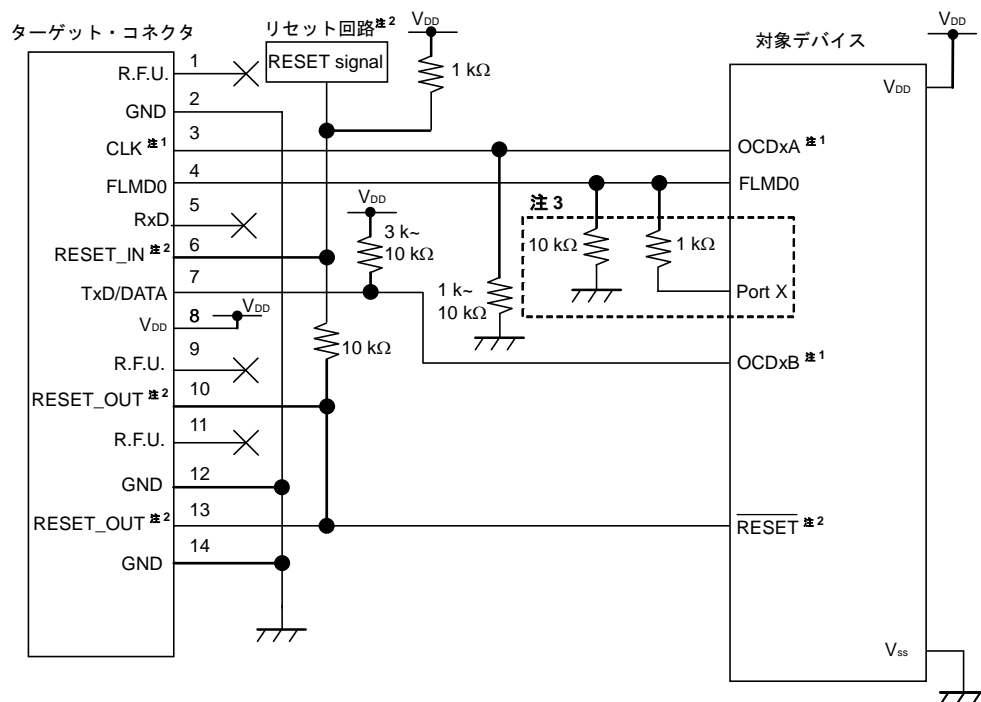 ターゲット・コネクタ
リセット回路注2
RESET signal
VDD
1 kΩ
対象デバイス
VDD
VDD
R.F.U.
1
GND
2
CLK 注1
3
FLMD0
4
RxD
5
RESET_IN 注2
6
TxD/DATA
7
VDD
8
VDD
R.F.U.
9
RESET_OUT 注2
10
R.F.U.
11
GND
12
RESET_OUT 注2
13
GND
14
VDD
3 k~
10 kΩ
10 kΩ
1 k~
10 kΩ
注3
10 kΩ
1 kΩ
OCDxA 注1
FLMD0
Port X
OCDxB 注1
RESET 注2
Vss